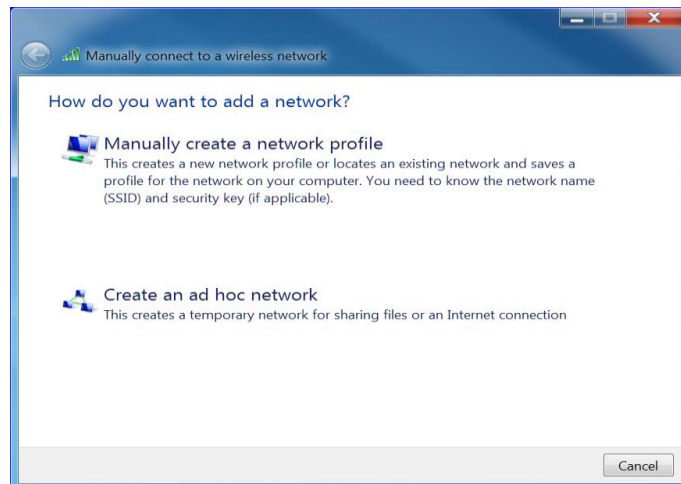 Manually connect to a wireless network
How do you want to add a network?
Manually create a network profile
This creates a new network profile or locates an existing network and saves a
profile for the network on your computer. You need to know the network name
(SSID) and security key (if applicable).
Create an ad hoc network
This creates a temporary network for sharing files or an Internet connection
Cancel